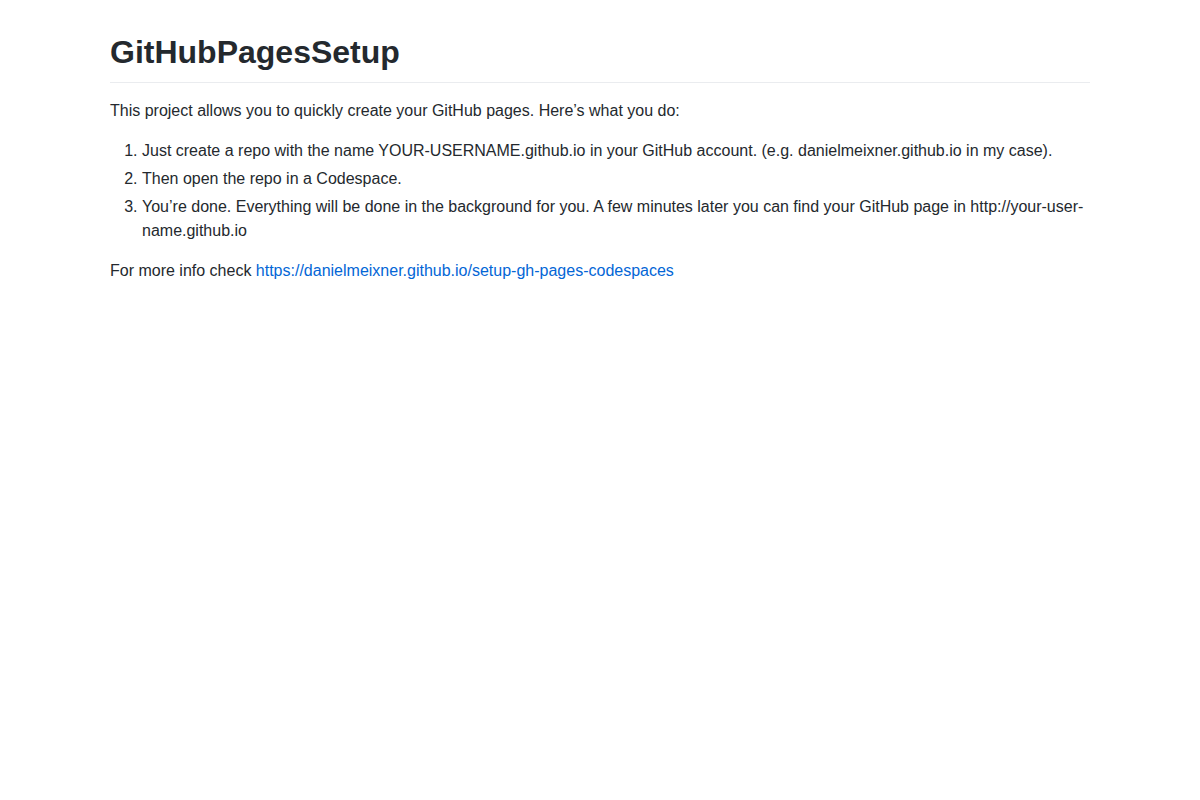 GitHubPagesSetup
This project allows you to quickly create your GitHub pages. Here’s what you do:
1. Just create a repo with the name YOUR-USERNAME.github.io in your GitHub account. (e.g. danielmeixner.github.io in my case).
2. Then open the repo in a Codespace.
3. You’re done. Everything will be done in the background for you. A few minutes later you can find your GitHub page in http://your-user-
name.github.io
For more info check https://danielmeixner.github.io/setup-gh-pages-codespaces